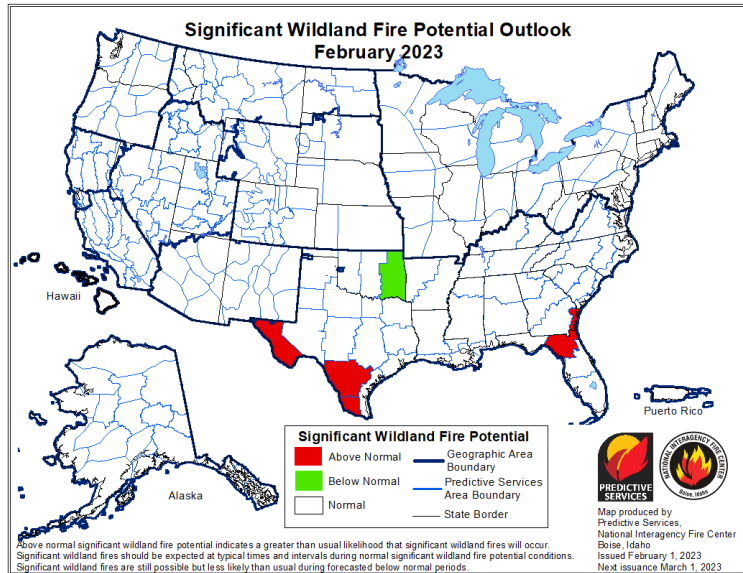 Significant Wildland Fire Potential Outlook
February 2023
Hawaii
Alaska
Puerto Rico
Significant Wildland Fire Potential
Above Normal
Below Normal
Normal
Geographic Area
Boundary
Predictive Services
Area Boundary
State Border
PREDICTIVE
SERVICES
NATIONAL INTERAGENCY FIRE CENTER
Boise, Idaho
Map produced by
Predictive Services,
National Interagency Fire Center
Boise, Idaho
Issued February 1, 2023
Next issuance March 1, 2023
Above normal significant wildland fire potential indicates a greater than usual likelihood that significant wildland fires will occur.
Significant wildland fires should be expected at typical times and intervals during normal significant wildland fire potential conditions.
Significant wildland fires are still possible but less likely than usual during forecasted below normal periods.